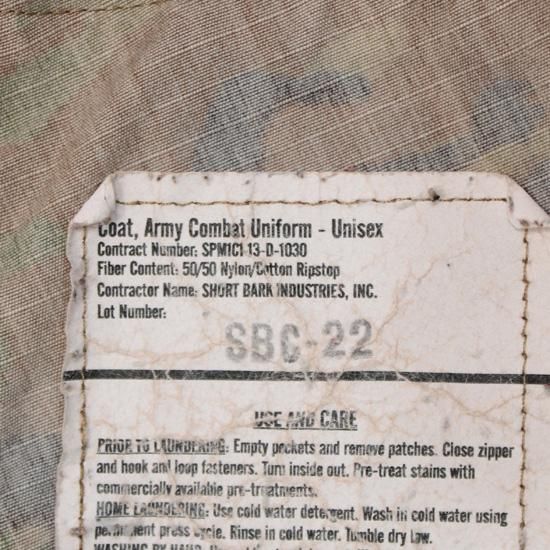 Coat, Army Combat Uniform - Unisex
Contract Number: SPM1C1-13-D-1030
Fiber Content: 50/50 Nylon/Cotton Ripstop
Contractor Name: SHORT BARK INDUSTRIES, INC.
Lot Number:
SBC-22
USE AND CARE
PRIOR TO LAUNDERING: Empty pockets and remove patches. Close zipper
and hook and loop fasteners. Turn inside out. Pre-treat stains with
commercially available pre-treatments.
HOME LAUNDERING: Use cold water detergent. Wash in cold water using
permanent press cycle. Rinse in cold water. Tumble dry low.
WASHING BY HAND: